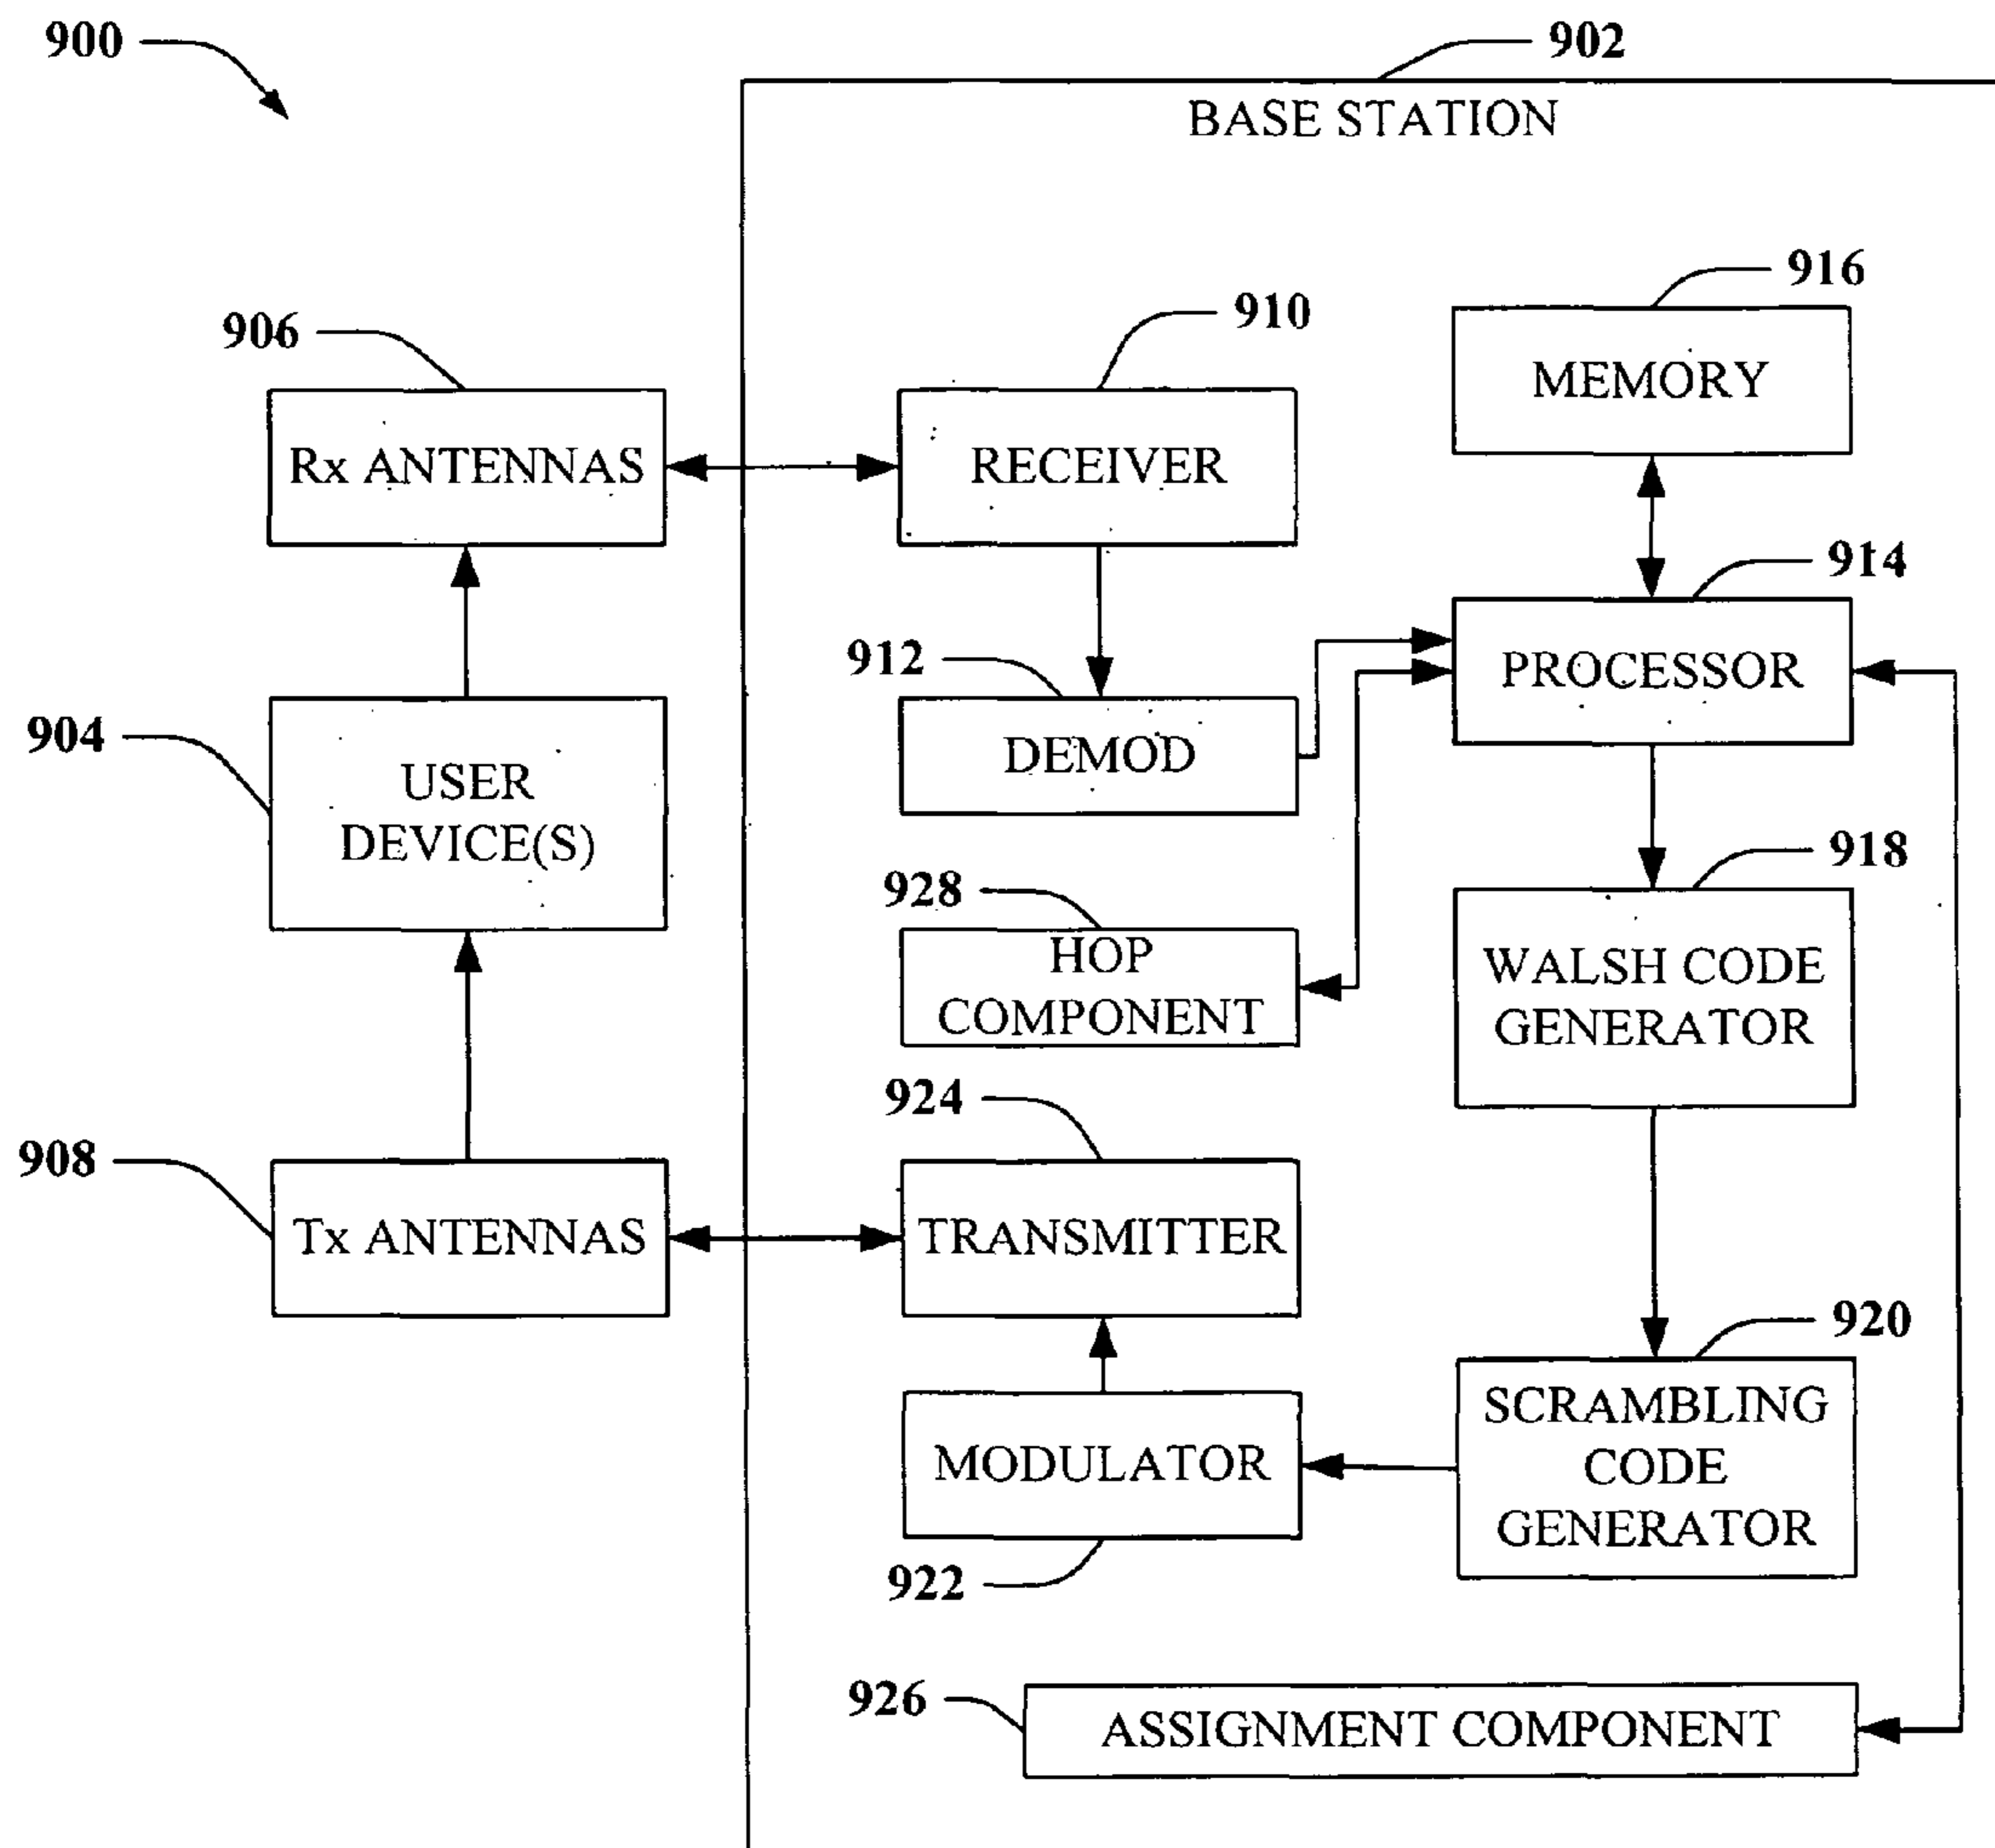 900
902
BASE STATION
916
910
906
MEMORY
Rx ANTENNAS
RECEIVER
914
912
PROCESSOR
904
DEMOD
USER
DEVICE(S)
918
928
HOP
COMPONENT
WALSH CODE
GENERATOR
924
908
Tx ANTENNAS
TRANSMITTER
920
SCRAMBLING
CODE
GENERATOR
MODULATOR
922
926
ASSIGNMENT COMPONENT